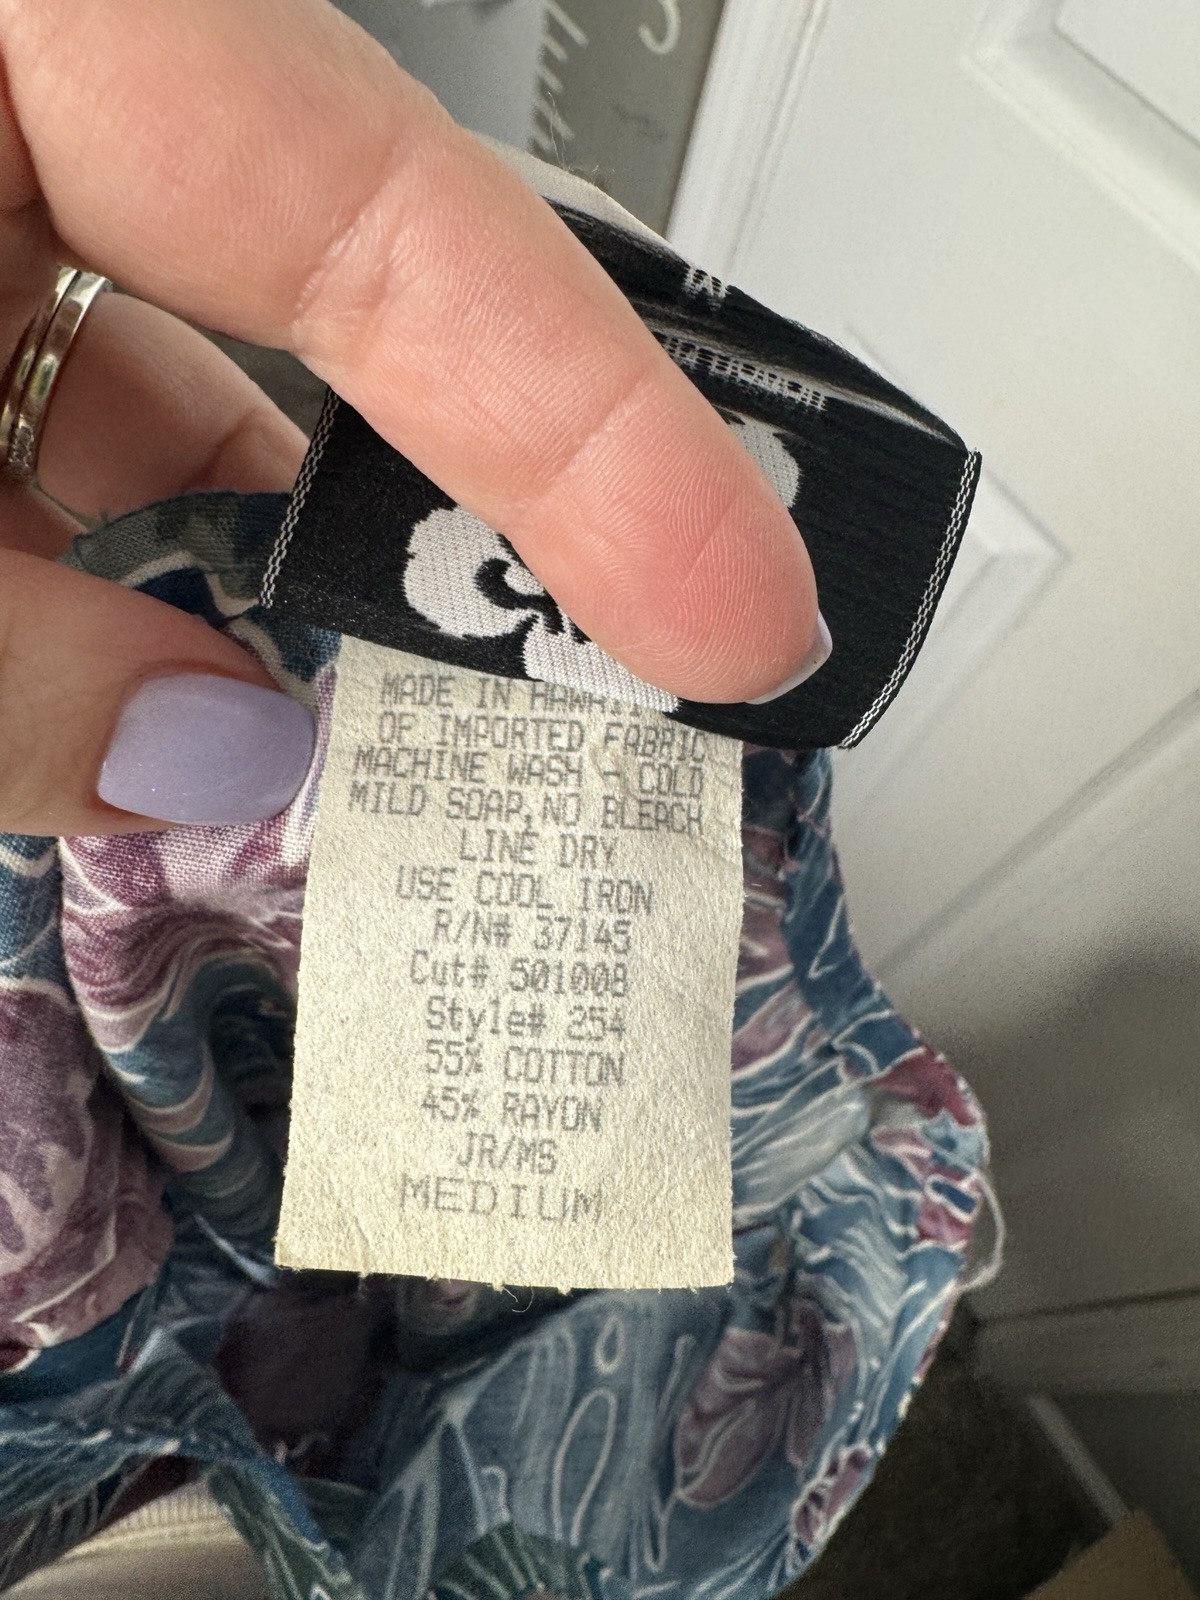 M
MADE IN HAWAII
OF IMPORTED FABRIC
MACHINE WASH - COLD
MILD SOAP, NO BLEACH
LINE DRY
USE COOL IRON
R/N# 37145
Cut# 501008
Style# 254
55% COTTON
45% RAYON
JR/MS
MEDIUM